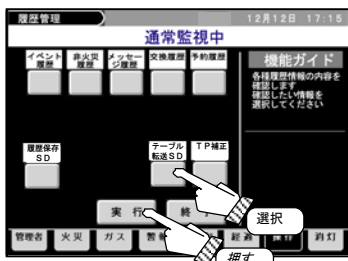 履歴管理
12月12日 17:15
通常監視中
イベント
履歴
非火災
履歴
メッセー
ジ履歴
交換履歴
予約履歴
機能ガイド
各種履歴情報の内容を
確認します
確認したい情報を
選択してください
履歴保存
SD
テーブル
転送SD
TP補正
実 行
終
選択
管理者
火災
ガス
操作
消灯
押す